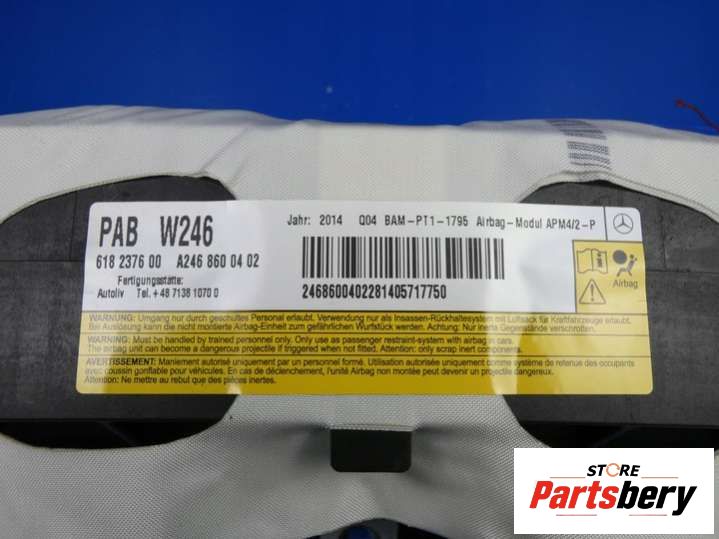 PAB W246
618 2376 00 A246 860 04 02
Fertigungsstätte:
Autoliv Tel. +48 7138 1070 0
Jahr: 2014 Q04 BAM-PT1-1795 Airbag-Modul APM4/2-P
246860040228140571 7750
Airbag
WARNUNG: Umgang nur durch geschultes Personal erlaubt. Verwendung nur als Insassen-Rückhaltesystem mit Luftsack für Kraftfahrzeuge erlaubt.
Bei Auslösung kann die nicht montierte Airbag-Einheit zum gefährlichen Wurfstück werden. Achtung: Nur inerte Gegenstände verschrotten.
WARNING: Must be handled by trained personnel only. Only use as passenger restraint-system with airbag in cars.
The airbag unit can become a dangerous projectile if triggered when not fitted. Attention: only scrap inert components.
AVERTISSEMENT: Maniement autorisé uniquement par un personnel formé. Utilisation autorisée uniquement comme système de retenue des occupants
avec coussin gonflable pour véhicules. En cas de déclenchement, l'unité Airbag non montée peut devenir un projectile dangereux.
Attention: Ne mettre au rebut que des pièces inertes.
STORE
Partsbery